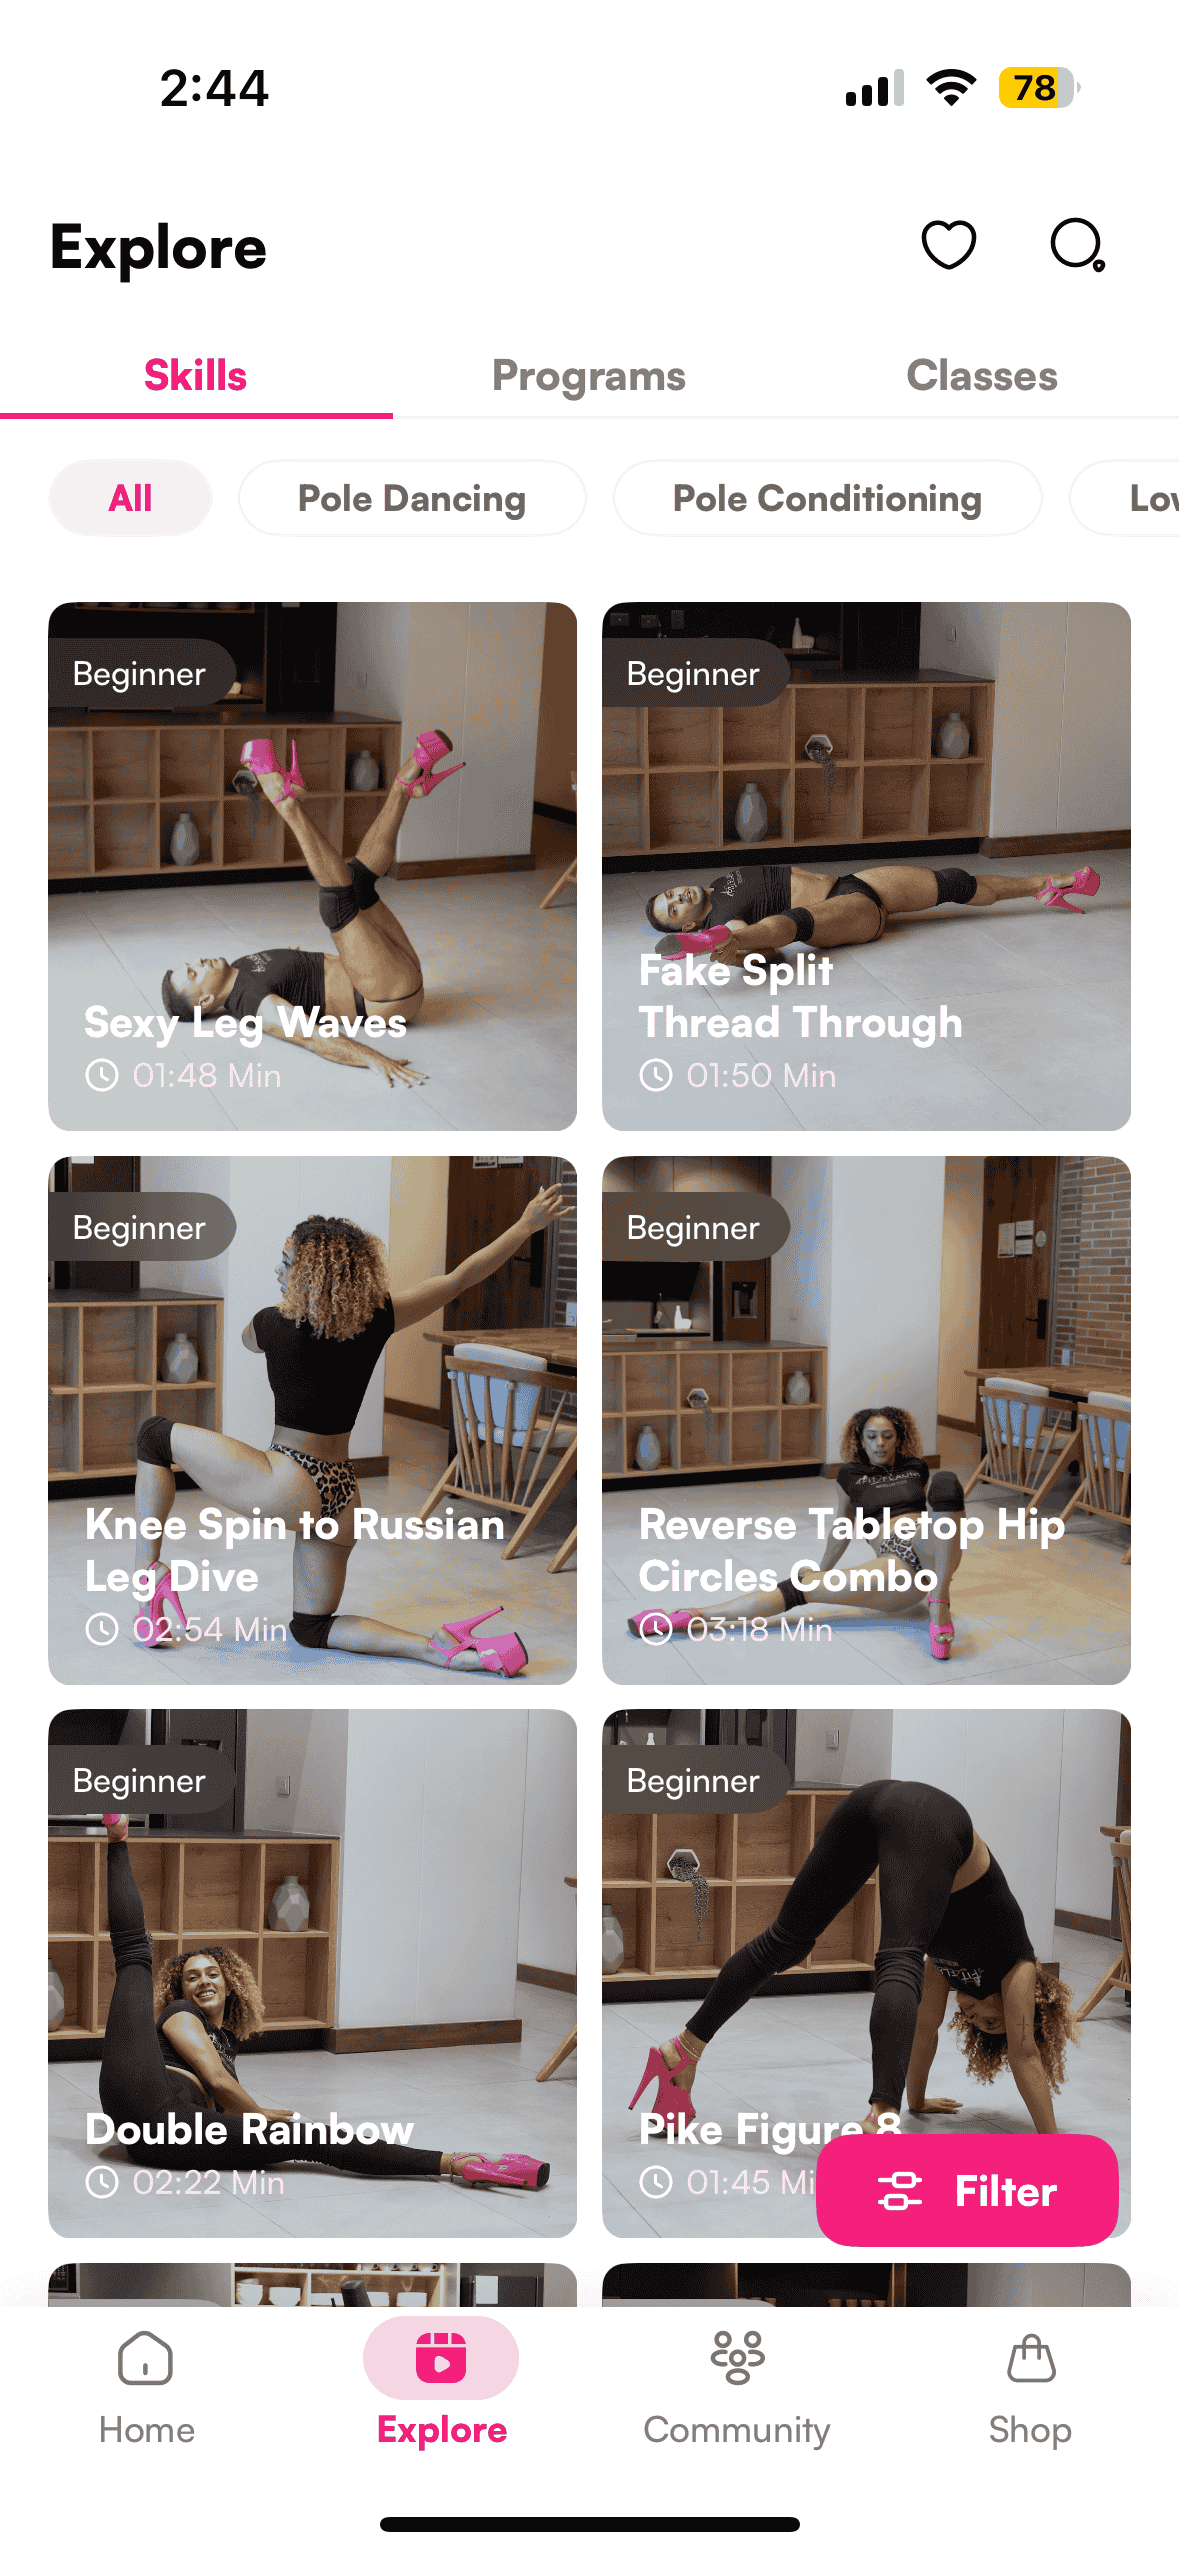 2:44
78
Explore
Skills
Programs
Classes
All
Pole Dancing
Pole Conditioning
Beginner
Sexy Leg Waves
01:48 Min
Beginner
Fake Split
Thread Through
01:50 Min
Beginner
Knee Spin to Russian
Leg Dive
02:54 Min
Beginner
Reverse Tabletop Hip
Circles Combo
03:18 Min
Beginner
Double Rainbow
02:22 Min
Beginner
Pike Figure 8
01:45 Mi
Filter
Home
Explore
Community
Shop